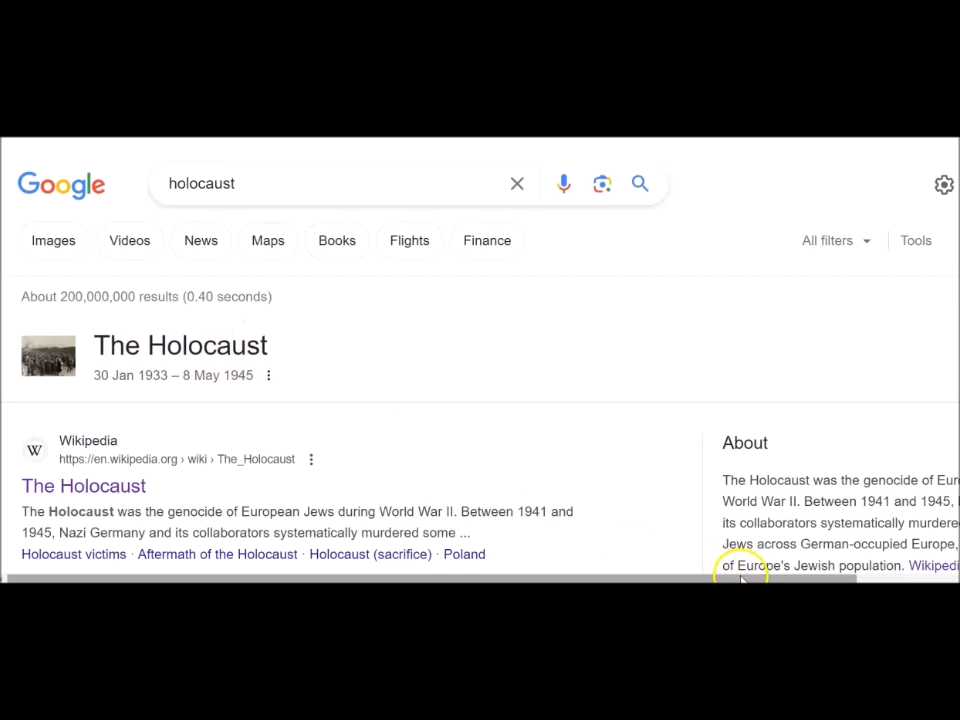 Google
holocaust
Images
Videos
News
Maps
Books
Flights
Finance
All filters
Tools
About 200,000,000 results (0.40 seconds)
The Holocaust
30 Jan 1933 – 8 May 1945
W
Wikipedia
https://en.wikipedia.org › wiki › The_Holocaust
The Holocaust
The Holocaust was the genocide of European Jews during World War II. Between 1941 and
1945, Nazi Germany and its collaborators systematically murdered some ...
Holocaust victims · Aftermath of the Holocaust · Holocaust (sacrifice) · Poland
About
The Holocaust was the genocide of
World War II. Between 1941 and 1945,
its collaborators systematically
Jews across German-occupied Europe,
of Europe's Jewish population.